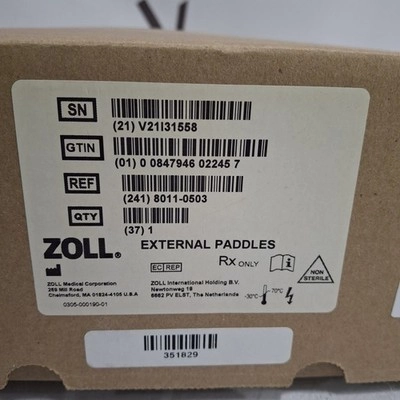 SN
(21) V21I31558
GTIN
(01) 0 0847946 02245 7
REF
(241) 8011-0503
QTY
(37) 1
ZOLL®
EXTERNAL PADDLES
EC REP
Rx ONLY
NON STERILE
ZOLL Medical Corporation
269 Mill Road
Chelmsford, MA 01824-4105 U.S.A
ZOLL International Holding B.V.
Newtonweg 18
6662 PV ELST, The Netherlands
-30°C
70°C
0305-000190-01
351829